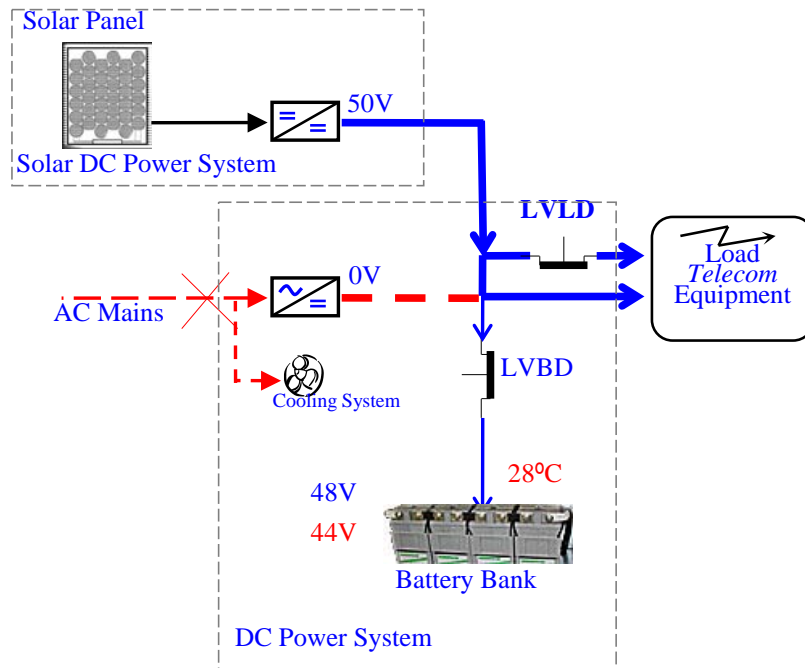 Solar Panel
50V
Solar DC Power System
LVLD
Load
Telecom
Equipment
0V
AC Mains
LVBD
Cooling System
28⁰C
48V
44V
Battery Bank
DC Power System